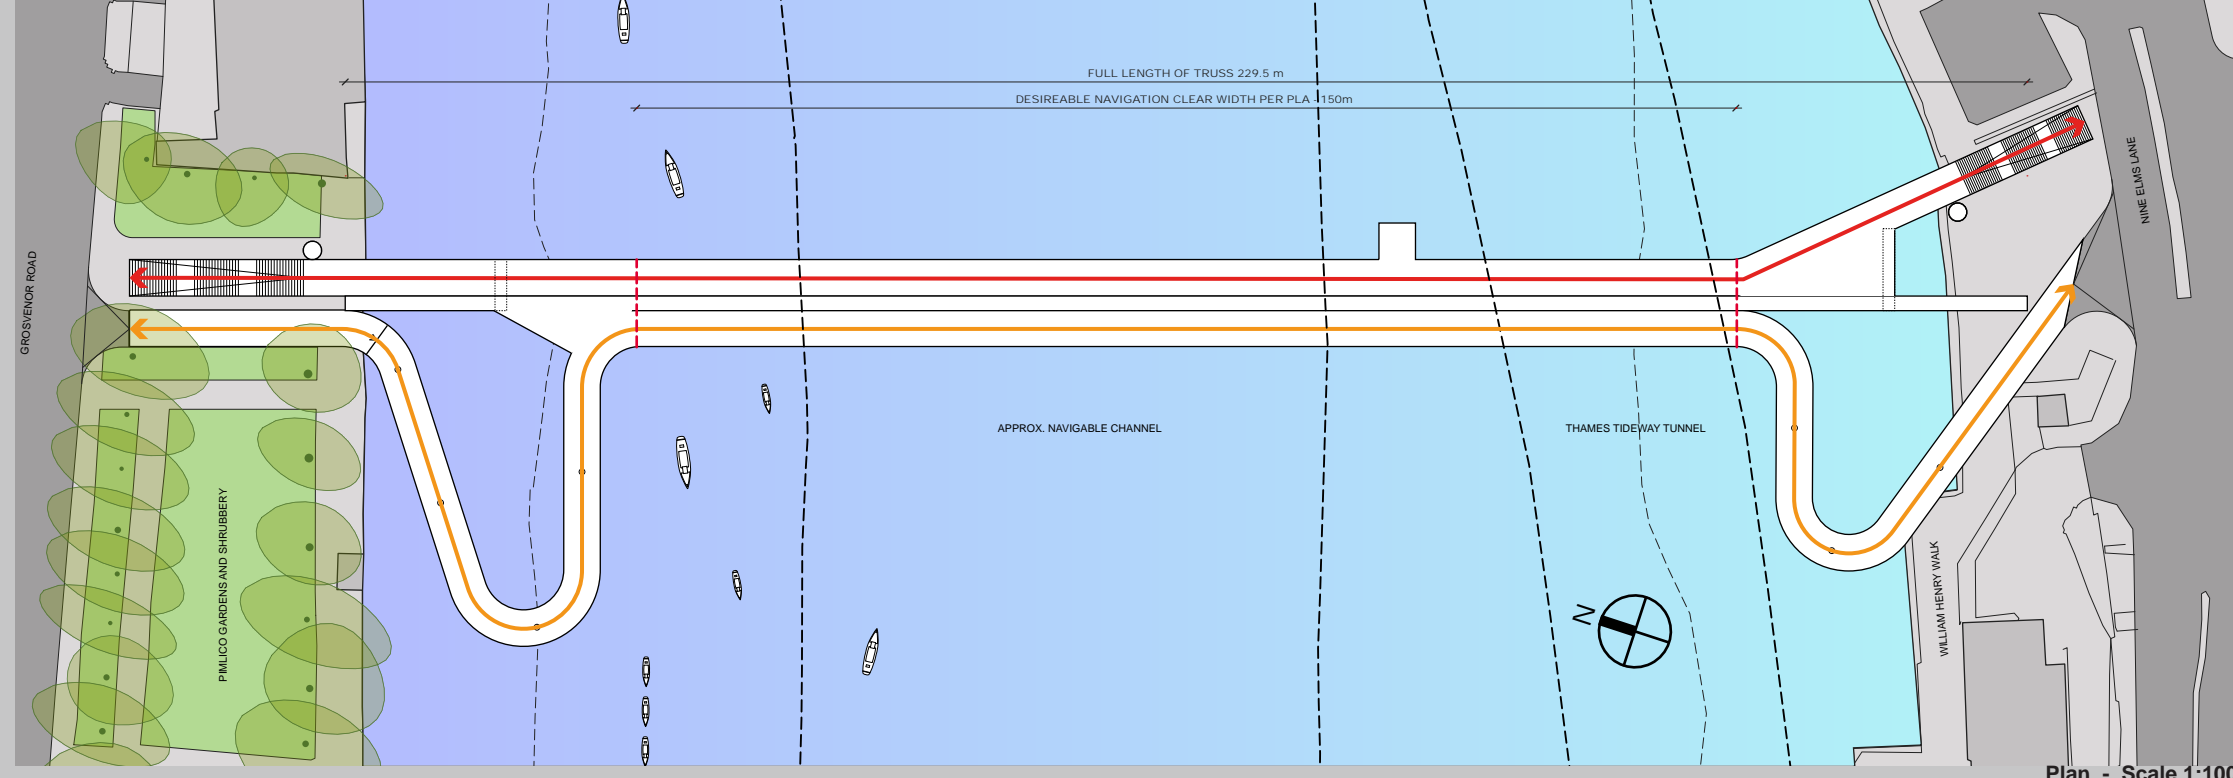 FULL LENGTH OF TRUSS 229.5 m
DESIREABLE NAVIGATION CLEAR WIDTH PER PLA - 150m
NINE ELMS LANE
GROSVENOR ROAD
APPROX. NAVIGABLE CHANNEL
THAMES TIDEWAY TUNNEL
PIMLICO GARDENS AND SHRUBBERY
N
WILLIAM HENRY WALK
Plan - Scale 1:100